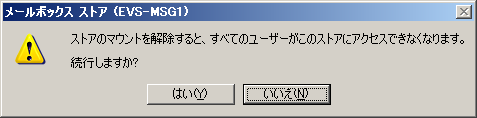 メールボックス ストア (EVS-MSG1)
ストアのマウントを解除すると、すべてのユーザーがこのストアにアクセスできなくなります。
続行しますか?
はい(Y) いいえ(N)